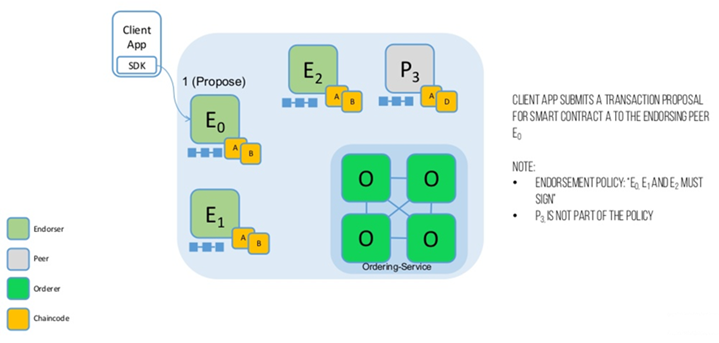 Client
App
SDK
1 (Propose)
E0
A
B
E2
A
B
P3
A
D
E1
A
B
O
O
O
O
Ordering-Service
Endorser
Peer
Orderer
Chaincode
CLIENT APP SUBMITS A TRANSACTION PROPOSAL
FOR SMART CONTRACT A TO THE ENDORSING PEER
E0
NOTE:
• ENDORSEMENT POLICY: "E0, E1 AND E2 MUST
SIGN"
• P3, IS NOT PART OF THE POLICY